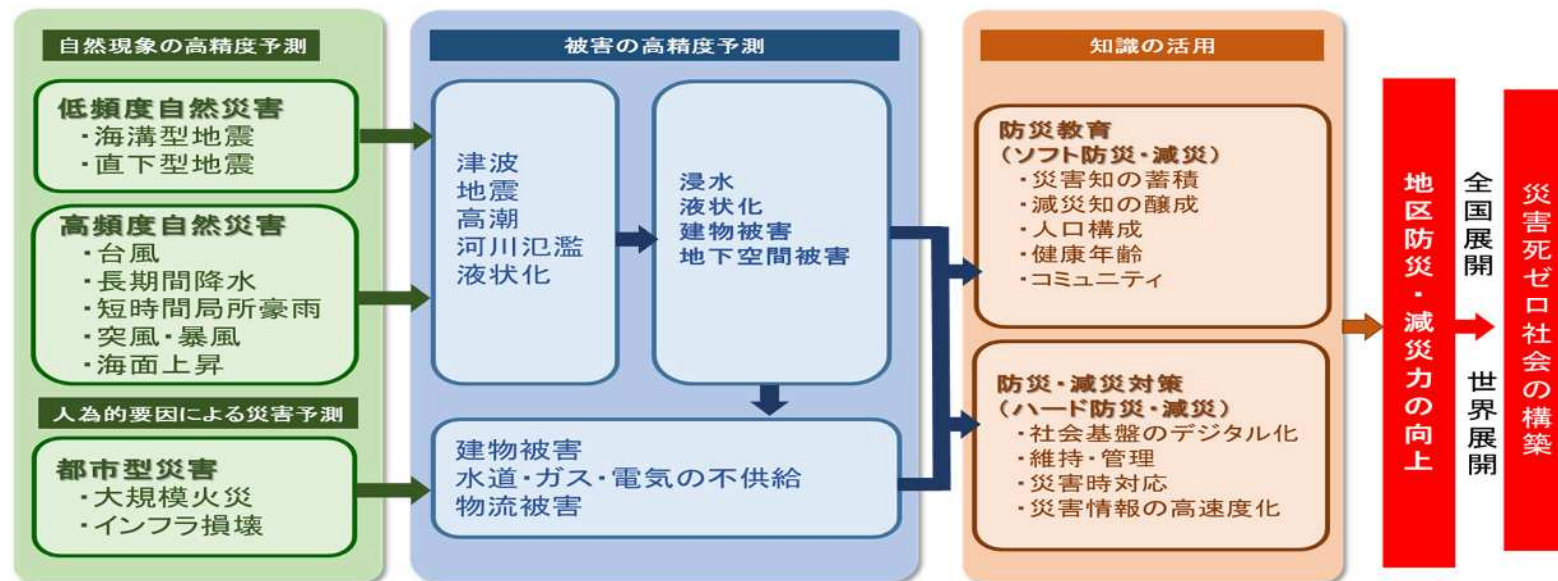 自然現象の高精度予測
低頻度自然災害
・海溝型地震
・直下型地震
高頻度自然災害
・台風
・長期間降水
・短時間局所豪雨
・突風・暴風
・海面上昇
人為的要因による災害予測
都市型災害
・大規模火災
・インフラ損壊
被害の高精度予測
津波
地震
高潮
河川氾濫
液状化
浸水
液状化
建物被害
地下空間被害
建物被害
水道・ガス・電気の不供給
物流被害
知識の活用
防災教育
（ソフト防災・減災）
・災害知の蓄積
・減災知の醸成
・人口構成
・健康年齢
・コミュニティ
防災・減災対策
（ハード防災・減災）
・社会基盤のデジタル化
・維持・管理
・災害時対応
・災害情報の高速度化
地区防災・減災力の向上
全国展開
世界展開
災害死ゼロ社会の構築